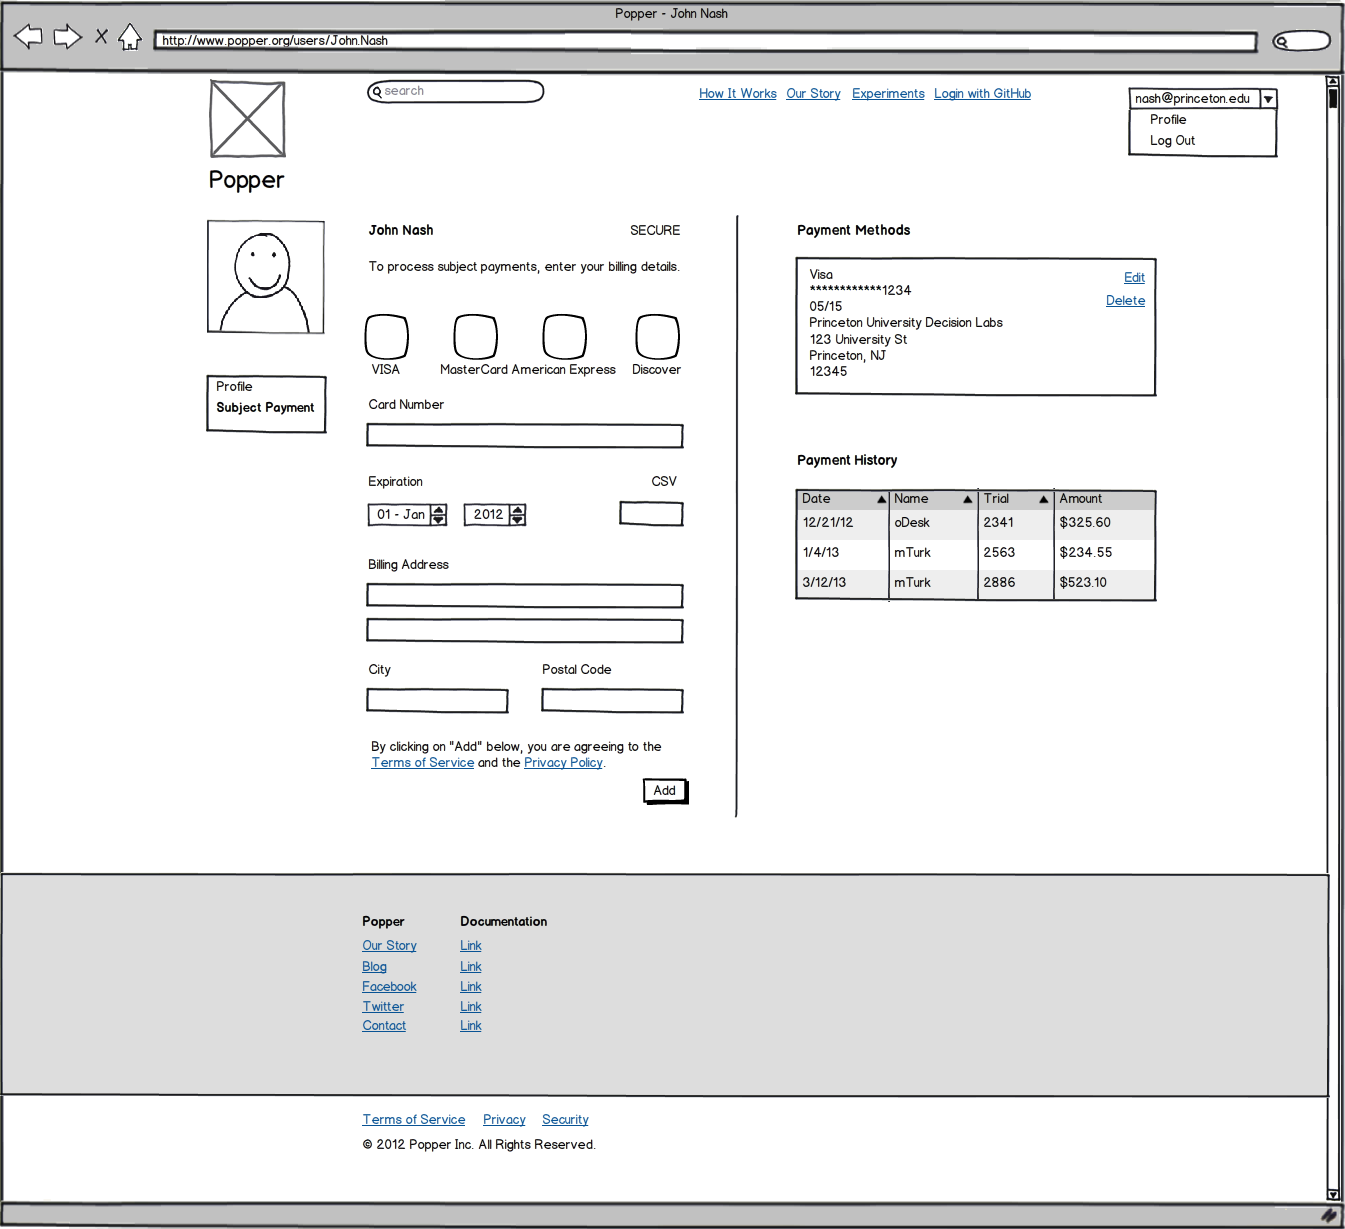 Popper - John Nash
http://www.popper.org/users/John.Nash
search
How It Works Our Story Experiments Login with GitHub
nash@princeton.edu
Profile
Log Out
Popper
Profile
Subject Payment
John Nash SECURE
To process subject payments, enter your billing details.
VISA MasterCard American Express Discover
Card Number
Expiration CSV
01 - Jan 2012
Billing Address
City Postal Code
By clicking on "Add" below, you are agreeing to the
Terms of Service and the Privacy Policy.
Add
Payment Methods
Visa Edit
************1234
05/15 Delete
Princeton University Decision Labs
123 University St
Princeton, NJ
12345
Payment History
Date Name Trial Amount
12/21/12 oDesk 2341 $325.60
1/4/13 mTurk 2563 $234.55
3/12/13 mTurk 2886 $523.10
Popper Documentation
Our Story Link
Blog Link
Facebook Link
Twitter Link
Contact Link
Terms of Service Privacy Security
© 2012 Popper Inc. All Rights Reserved.